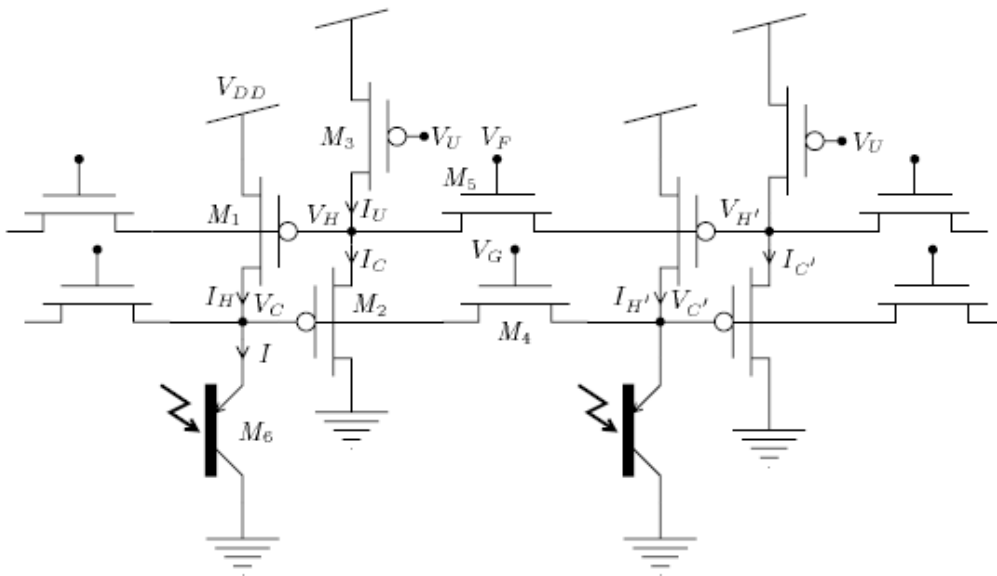 V_DD
M_3
V_U
V_F
V_U
M_5
M_1
V_H
I_U
V_H'
V_G
I_C
I_C'
I_H
V_C
M_2
I_H'
V_C'
M_4
I
M_6